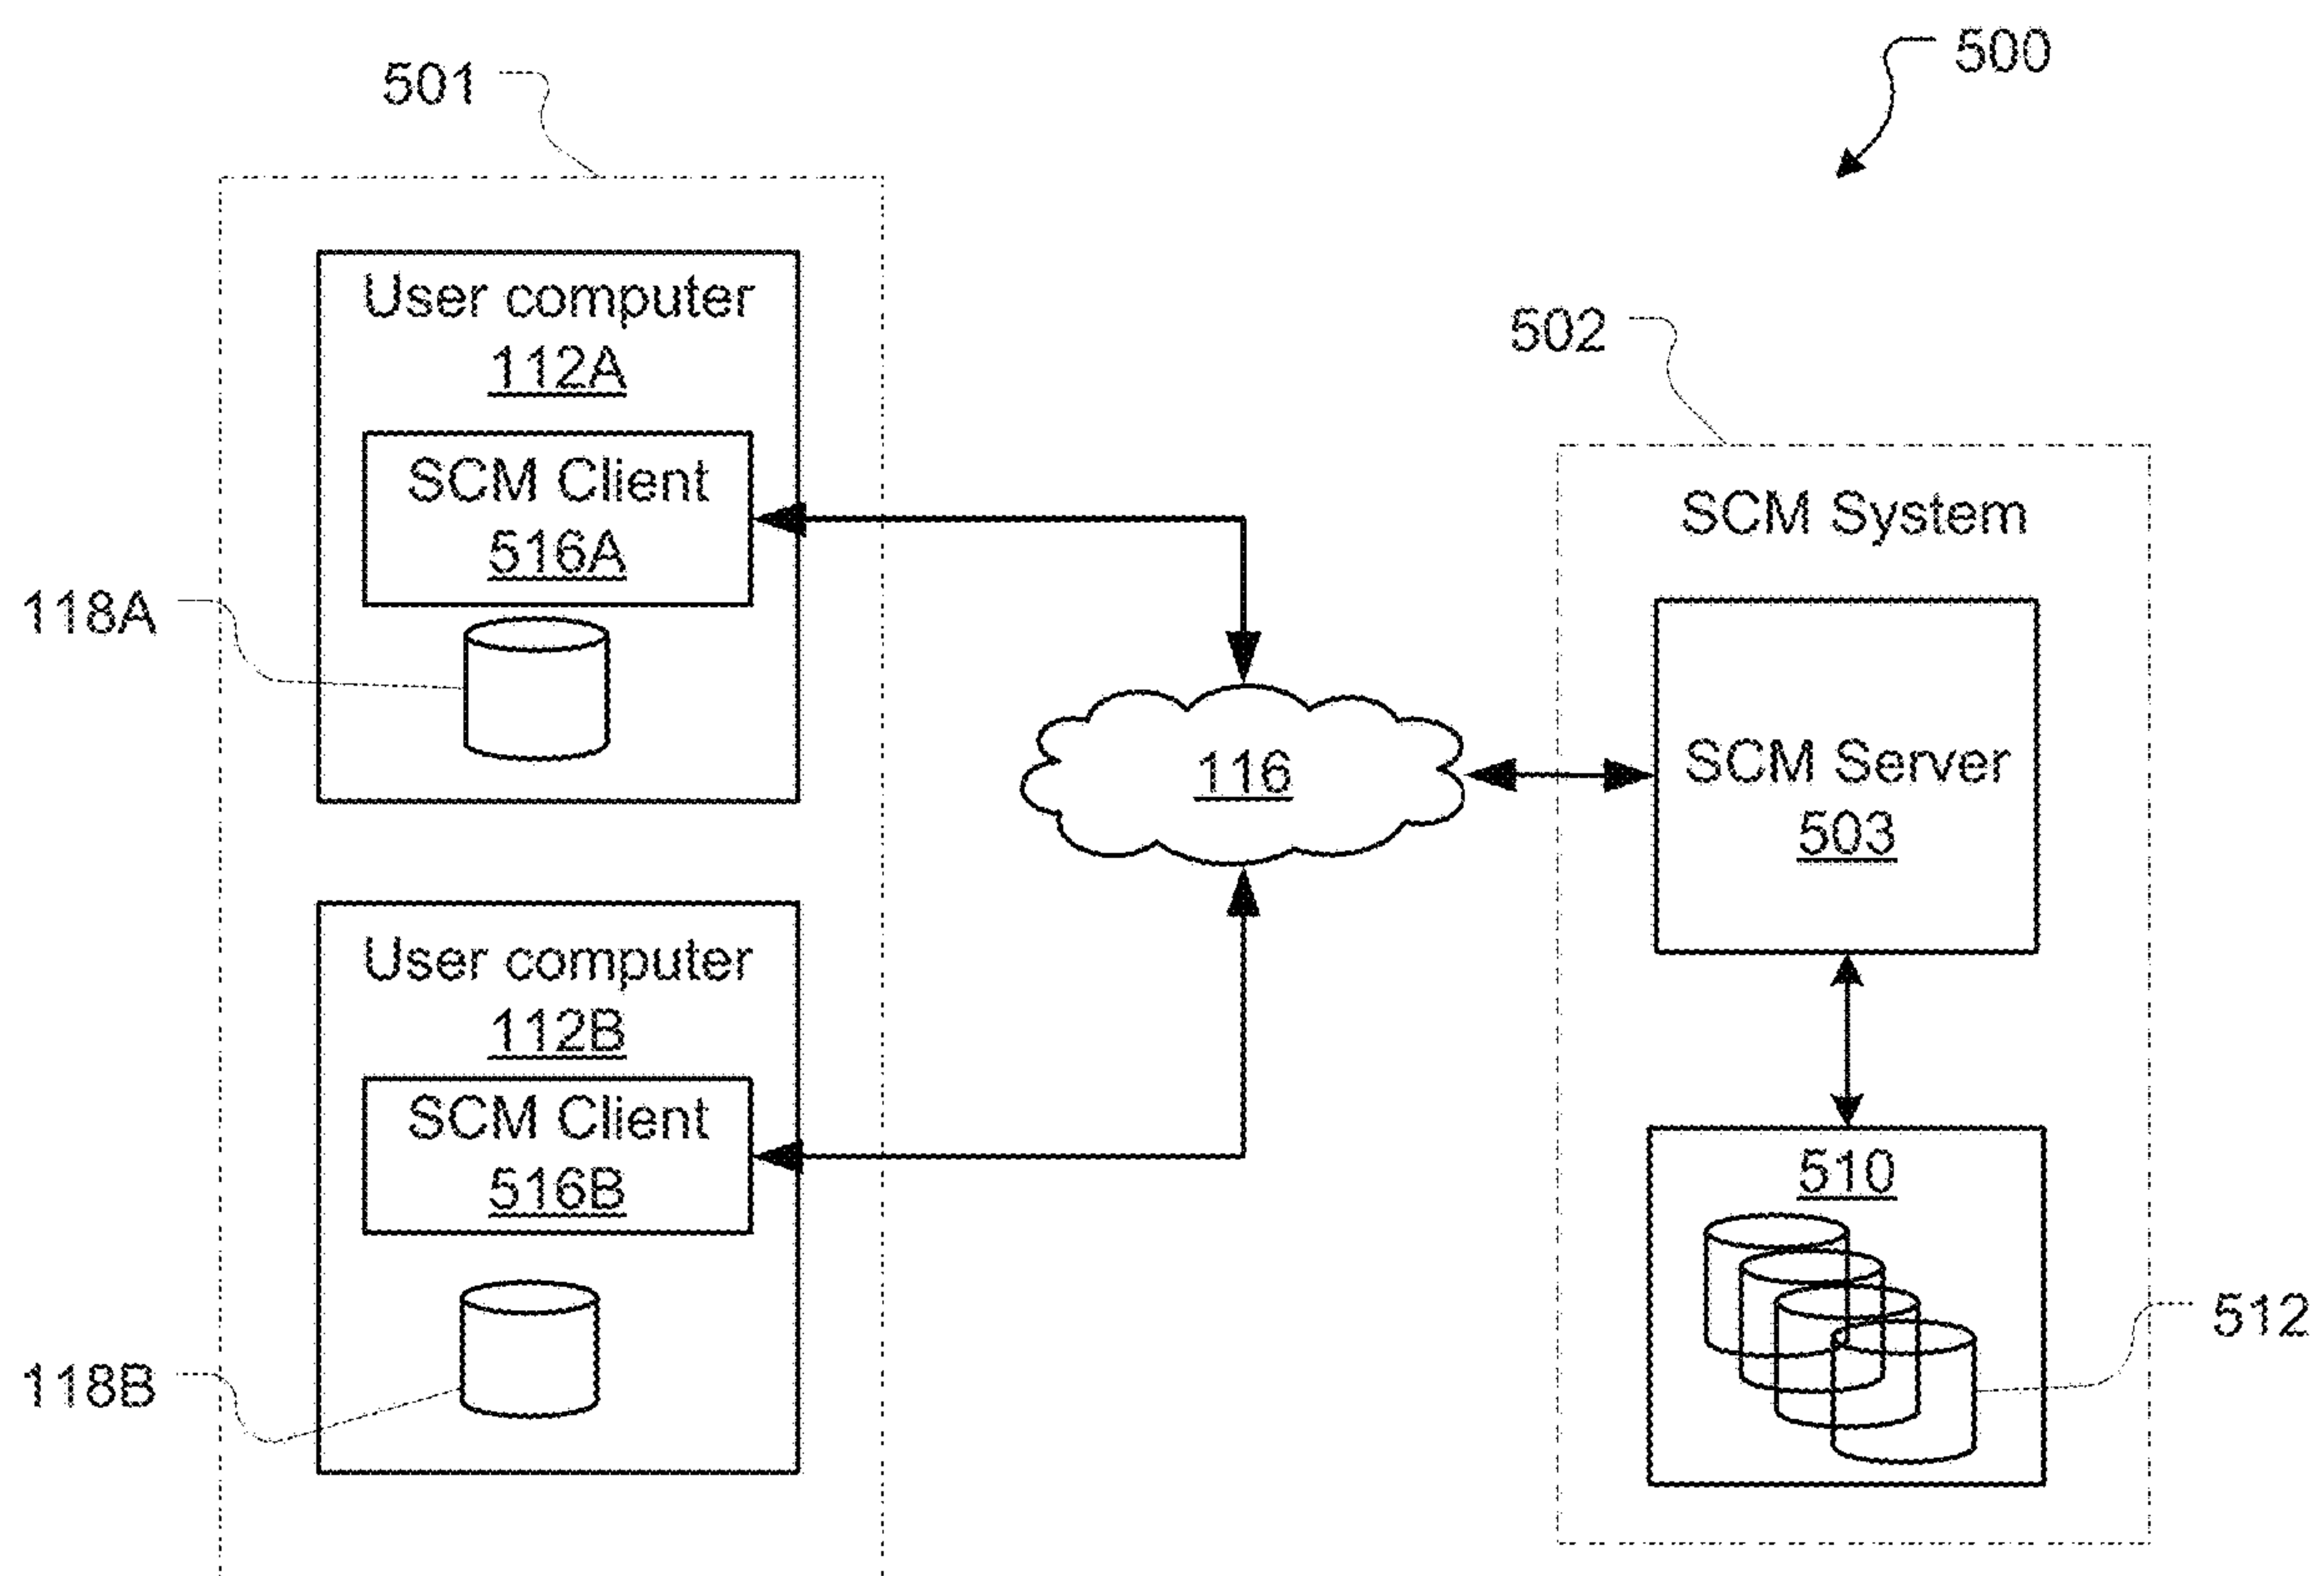 500
501
User computer
112A
502
SCM Client
516A
SCM System
118A
116
SCM Server
503
User computer
112B
SCM Client
516B
510
512
118B